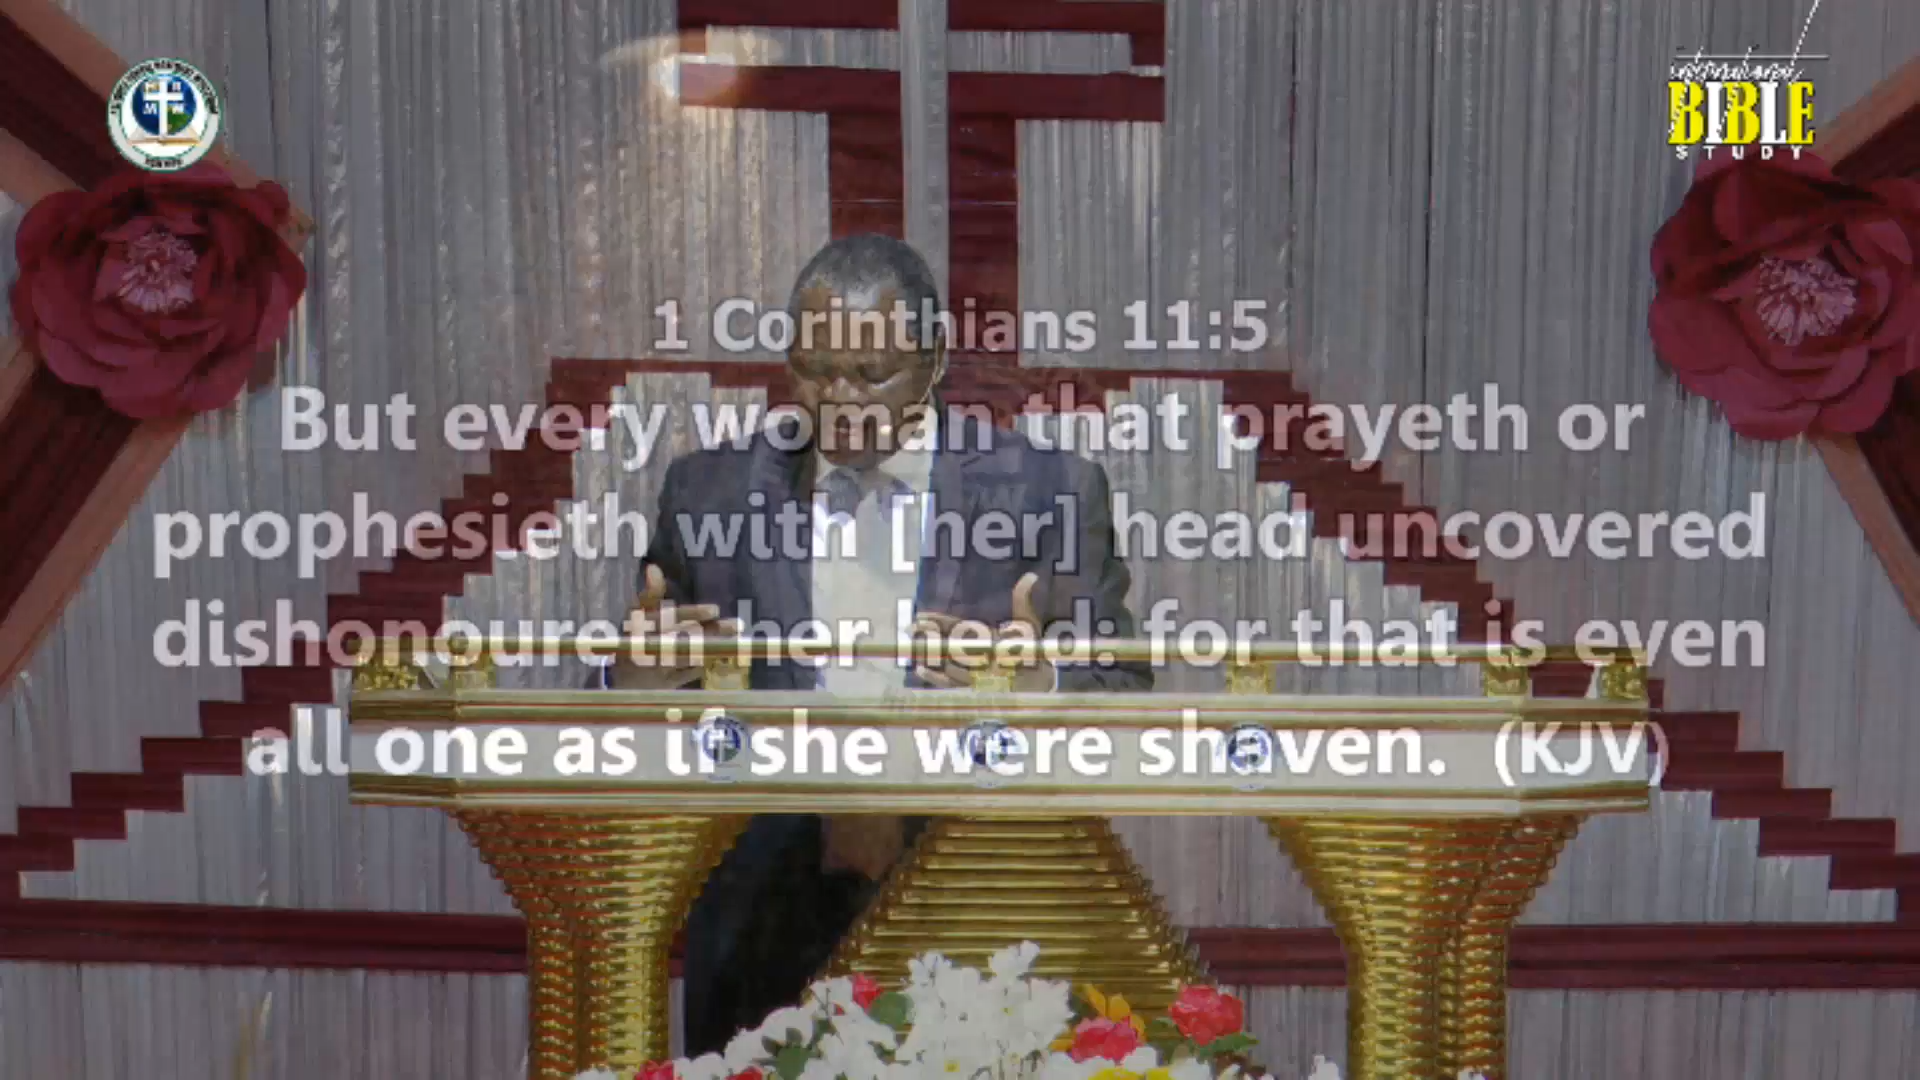 international
BIBLE
STUDY
1 Corinthians 11:5
But every woman that prayeth or
prophesieth with [her] head uncovered
dishonoureth her head: for that is even
all one as if she were shaven. (KJV)